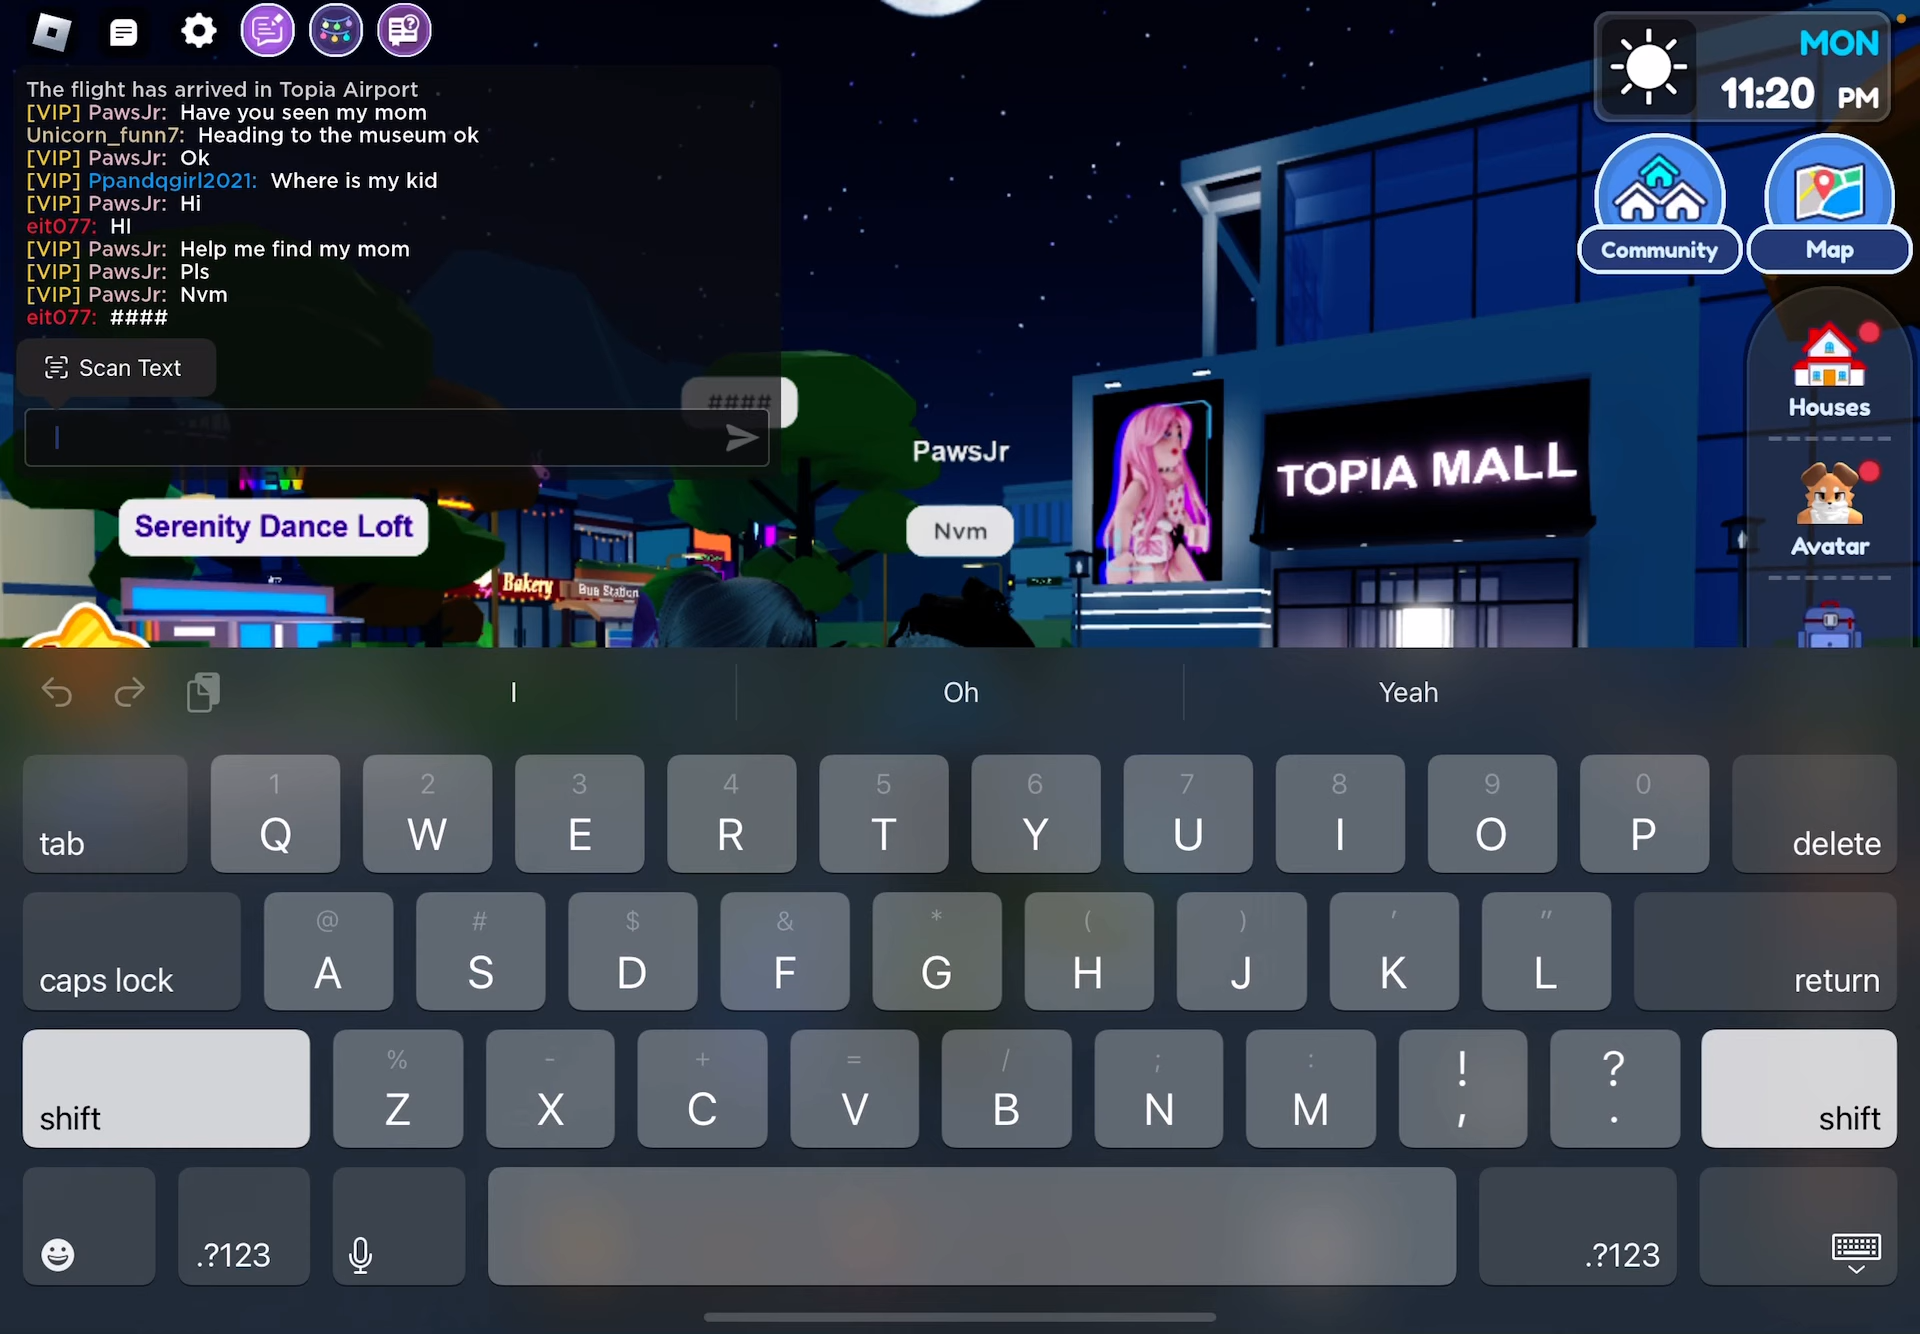 MON
11:20 PM
The flight has arrived in Topia Airport
[VIP] PawsJr: Have you seen my mom
Unicorn_funn7: Heading to the museum ok
[VIP] PawsJr: Ok
[VIP] Ppandqgirl2021: Where is my kid
[VIP] PawsJr: Hi
eit077: HI
[VIP] PawsJr: Help me find my mom
[VIP] PawsJr: Pls
[VIP] PawsJr: Nvm
eit077: ####
Scan Text
####
Community
Map
Houses
Avatar
PawsJr
Nvm
TOPIA MALL
NEW
Serenity Dance Loft
Bakery
Bus Station
I
Oh
Yeah
1 2 3 4 5 6 7 8 9 0
tab Q W E R T Y U I O P delete
@ # $ & * ( ) ' "
caps lock A S D F G H J K L return
% - + = / ; : ! ?
shift Z X C V B N M , . shift
.?123
.?123